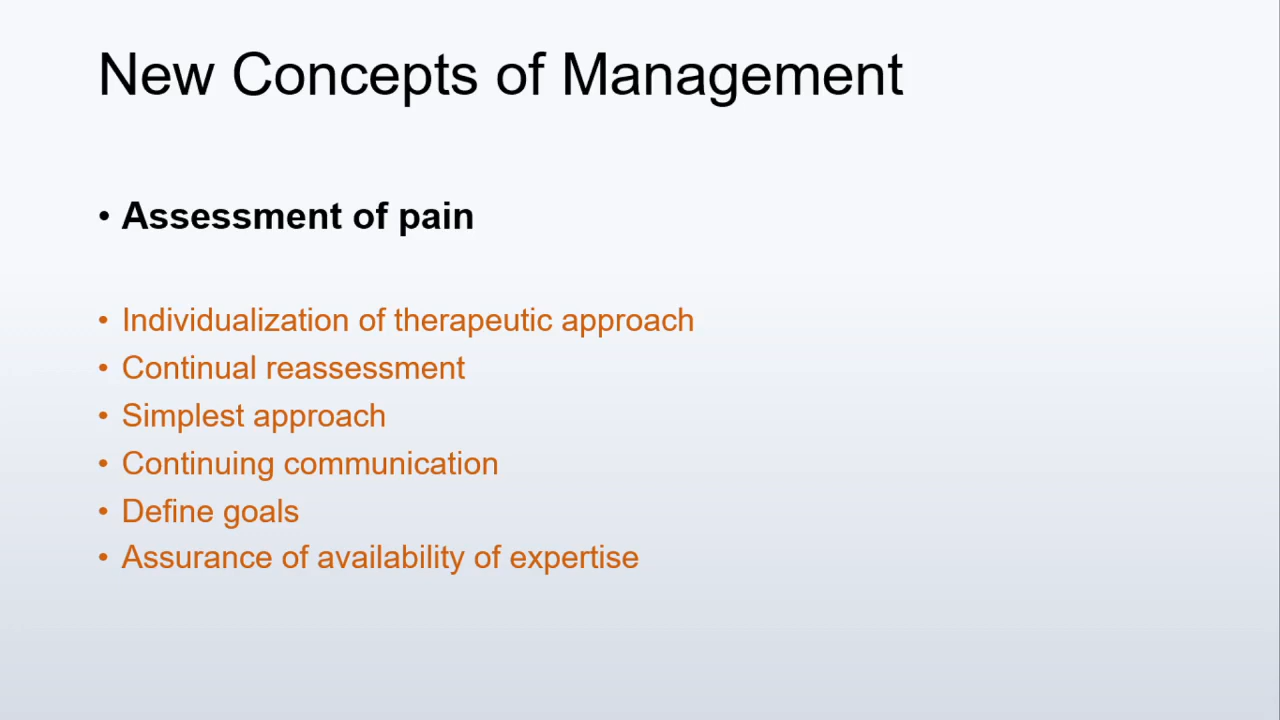 New Concepts of Management
• Assessment of pain
• Individualization of therapeutic approach
• Continual reassessment
• Simplest approach
• Continuing communication
• Define goals
• Assurance of availability of expertise